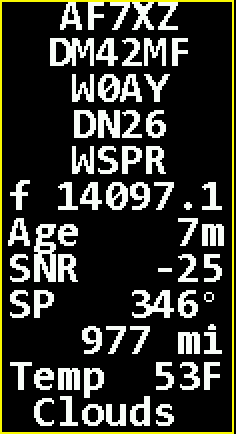 AF7XZ
DM42MF
W0AY
DN26
WSPR
f 14097.1
Age 7m
SNR -25
SP 346°
977 mi
Temp 53F
Clouds